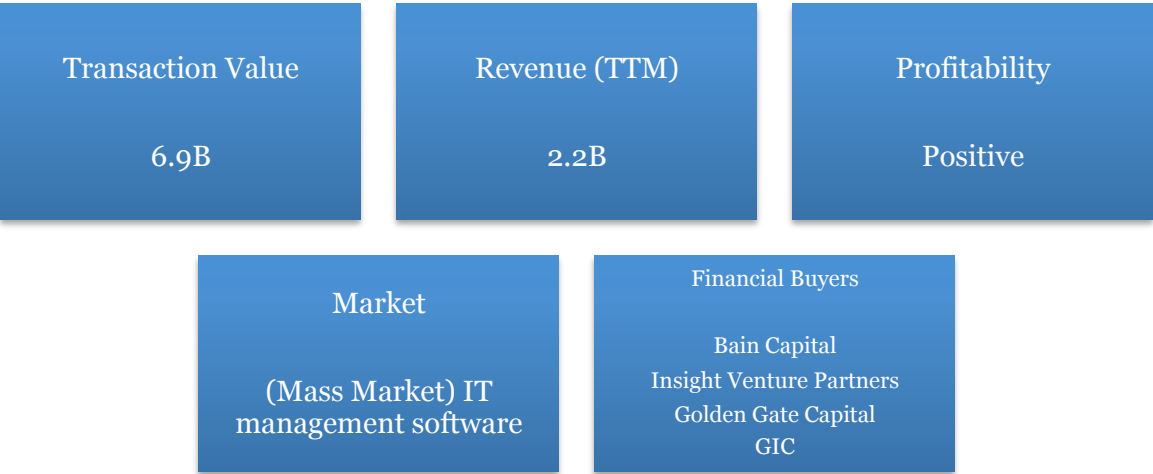 Transaction Value
6.9B
Revenue (TTM)
2.2B
Profitability
Positive
Market
(Mass Market) IT
management software
Financial Buyers
Bain Capital
Insight Venture Partners
Golden Gate Capital
GIC